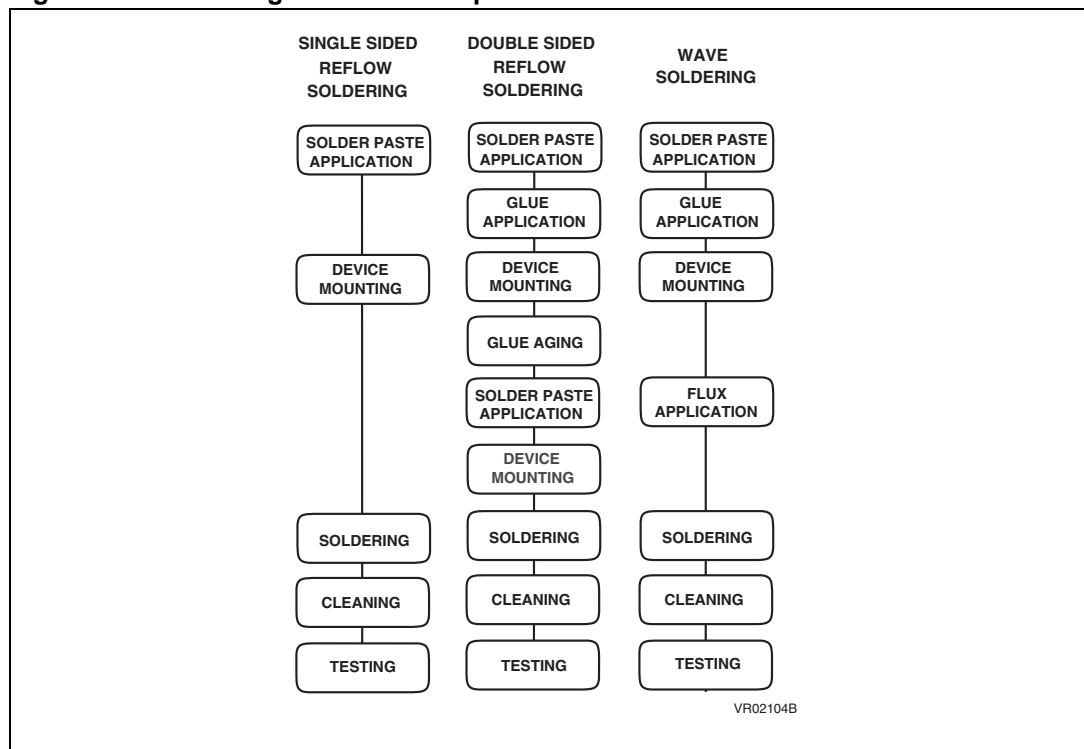 SINGLE SIDED
REFLOW
SOLDERING
SOLDER PASTE
APPLICATION
DEVICE
MOUNTING
SOLDERING
CLEANING
TESTING
DOUBLE SIDED
REFLOW
SOLDERING
SOLDER PASTE
APPLICATION
GLUE
APPLICATION
DEVICE
MOUNTING
GLUE AGING
SOLDER PASTE
APPLICATION
DEVICE
MOUNTING
SOLDERING
CLEANING
TESTING
WAVE
SOLDERING
SOLDER PASTE
APPLICATION
GLUE
APPLICATION
DEVICE
MOUNTING
FLUX
APPLICATION
SOLDERING
CLEANING
TESTING
VR02104B